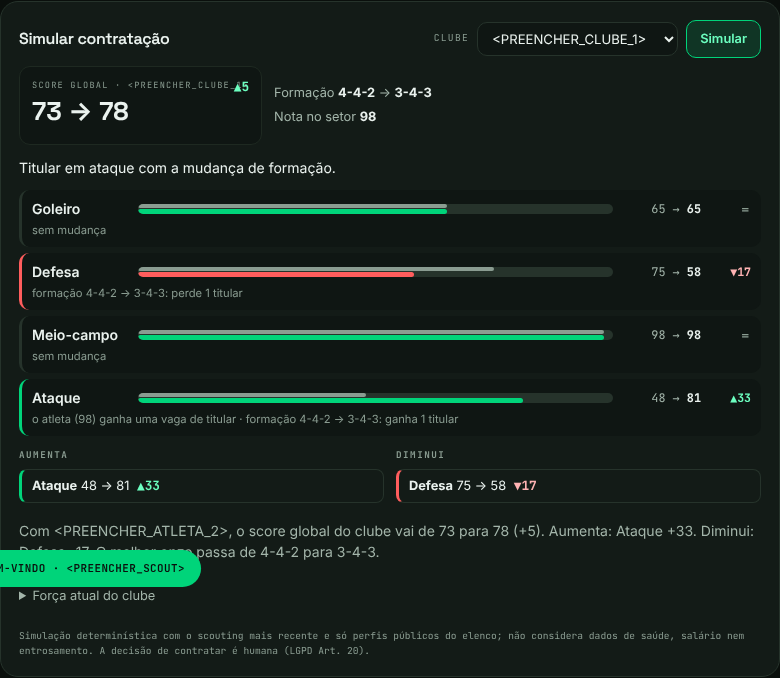 Simular contratação
CLUBE
<PREENCHER_CLUBE_1>
Simular
SCORE GLOBAL · <PREENCHER_CLUBE_
▲5
73 → 78
Formação 4-4-2 → 3-4-3
Nota no setor 98
Titular em ataque com a mudança de formação.
Goleiro
65 → 65 =
sem mudança
Defesa
75 → 58 ▼17
formação 4-4-2 → 3-4-3: perde 1 titular
Meio-campo
98 → 98 =
sem mudança
Ataque
48 → 81 ▲33
o atleta (98) ganha uma vaga de titular · formação 4-4-2 → 3-4-3: ganha 1 titular
AUMENTA
DIMINUI
Ataque 48 → 81 ▲33
Defesa 75 → 58 ▼17
Com <PREENCHER_ATLETA_2>, o score global do clube vai de 73 para 78 (+5). Aumenta: Ataque +33. Diminui:
passa de 4-4-2 para 3-4-3.
M-VINDO · <PREENCHER_SCOUT>
▶ Força atual do clube
Simulação determinística com o scouting mais recente e só perfis públicos do elenco; não considera dados de saúde, salário nem
entrosamento. A decisão de contratar é humana (LGPD Art. 20).